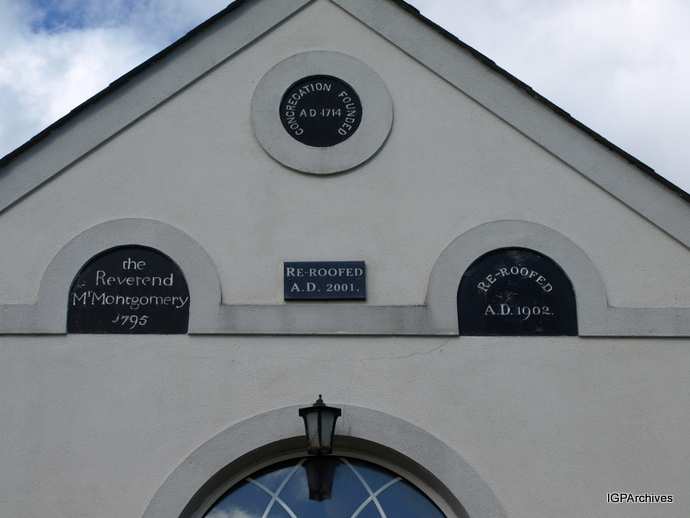 CONGREGATION FOUNDED
A·D·1714
the
Reverend
Mr Montgomery
1795
RE-ROOFED
A.D. 2001.
RE-ROOFED
A.D. 1902.
IGPArchives